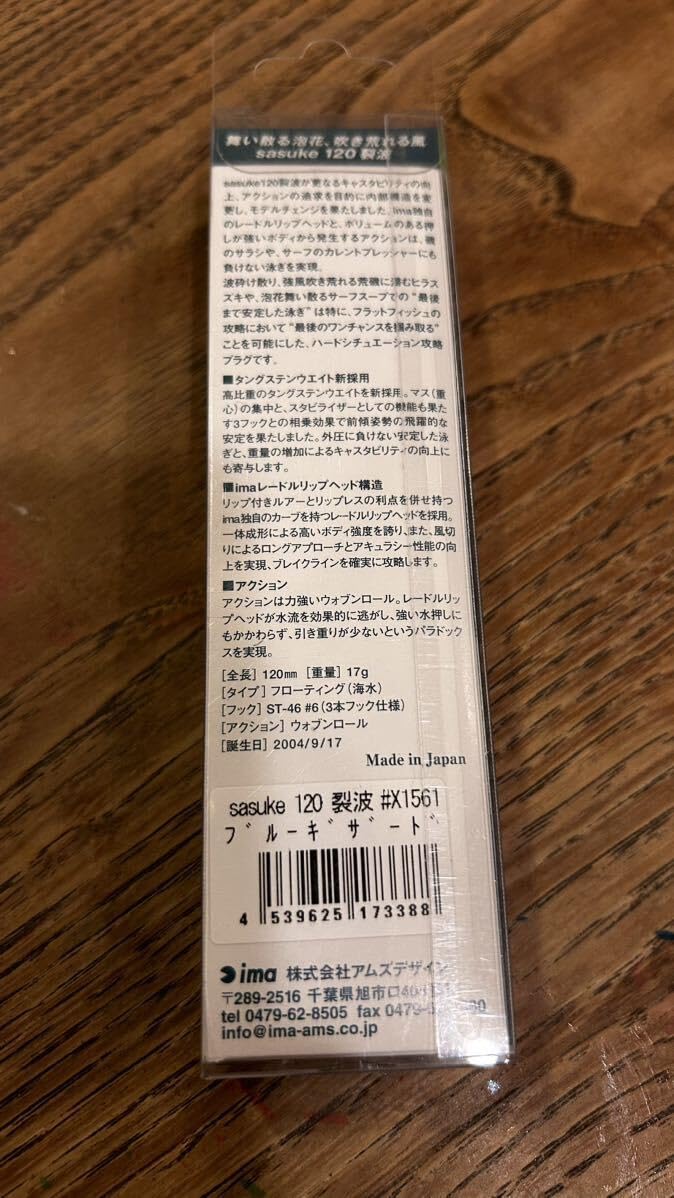 舞い散る泡花、吹き荒れる風
sasuke 120 裂波
sasuke120裂波が更なるキャスタビリティの向
上、アクションの追求を目的に内部構造を変
更し、モデルチェンジを果たしました。ima独自
のレードルリップヘッドと、ボリュームのある押
しが強いボディから発生するアクションは、磯
のサラシや、サーフのカレントプレッシャーにも
負けない泳ぎを実現。
波砕け散り、強風吹き荒れる荒磯に潜むヒラス
ズキや、泡花舞い散るサーフスープでの“最後
まで安定した泳ぎ”は特に、フラットフィッシュの
攻略において“最後のワンチャンスを掴み取る”
ことを可能にした、ハードシチュエーション攻略
プラグです。
■タングステンウエイト新採用
高比重のタングステンウエイトを新採用。マス(重
心)の集中と、スタビライザーとしての機能も果た
す3フックとの相乗効果で前傾姿勢の飛躍的な
安定を果たしました。外圧に負けない安定した泳
ぎと、重量の増加によるキャスタビリティの向上に
も寄与します。
■imaレードルリップヘッド構造
リップ付きルアーとリップレスの利点を併せ持つ
ima独自のカーブを持つレードルリップヘッドを採用。
一体成形による高いボディ強度を誇り、また、風切
りによるロングアプローチとアキュラシー性能の向
上を実現、ブレイクラインを確実に攻略します。
■アクション
アクションは力強いウォブンロール。レードルリッ
プヘッドが水流を効果的に逃がし、強い水押しに
もかかわらず、引き重りが少ないというパラドック
スを実現。
[全長] 120mm [重量] 17g
[タイプ] フローティング(海水)
[フック] ST-46 #6(3本フック仕様)
[アクション] ウォブンロール
[誕生日] 2004/9/17
Made in Japan
sasuke 120 裂波 #X1561
ブルーギザード
4 539625 173388
ima 株式会社アムズデザイン
〒289-2516 千葉県旭市ロ
tel 0479-62-8505 fax 0479-
info@ima-ams.co.jp